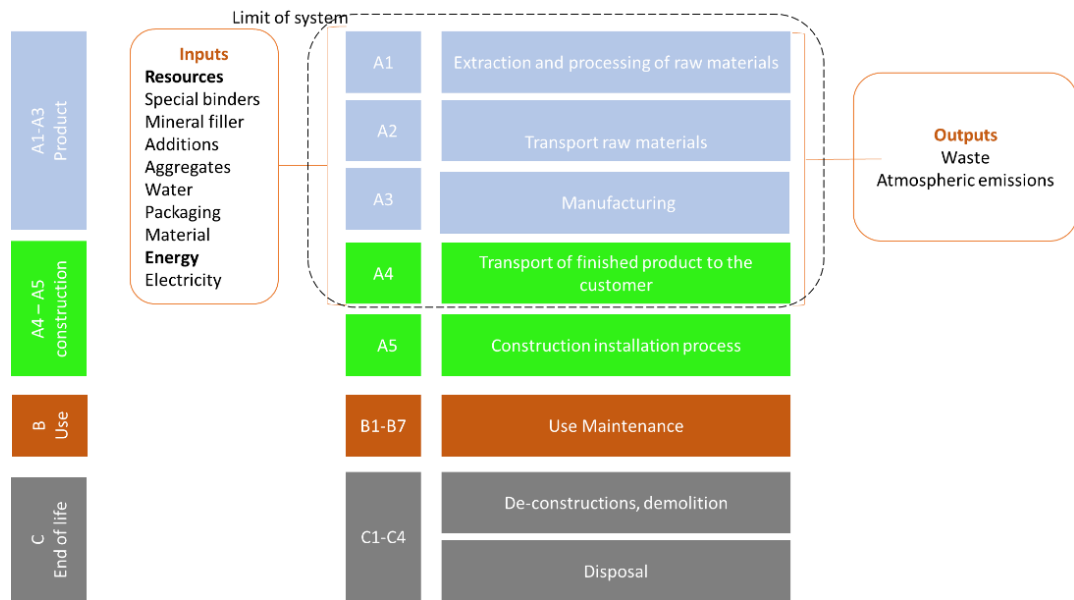 Limit of system
A1-A3
Product
A4 – A5
construction
B
Use
C
End of life
Inputs
Resources
Special binders
Mineral filler
Additions
Aggregates
Water
Packaging
Material
Energy
Electricity
A1
Extraction and processing of raw materials
A2
Transport raw materials
A3
Manufacturing
A4
Transport of finished product to the
customer
A5
Construction installation process
B1-B7
Use Maintenance
C1-C4
De-constructions, demolition
Disposal
Outputs
Waste
Atmospheric emissions